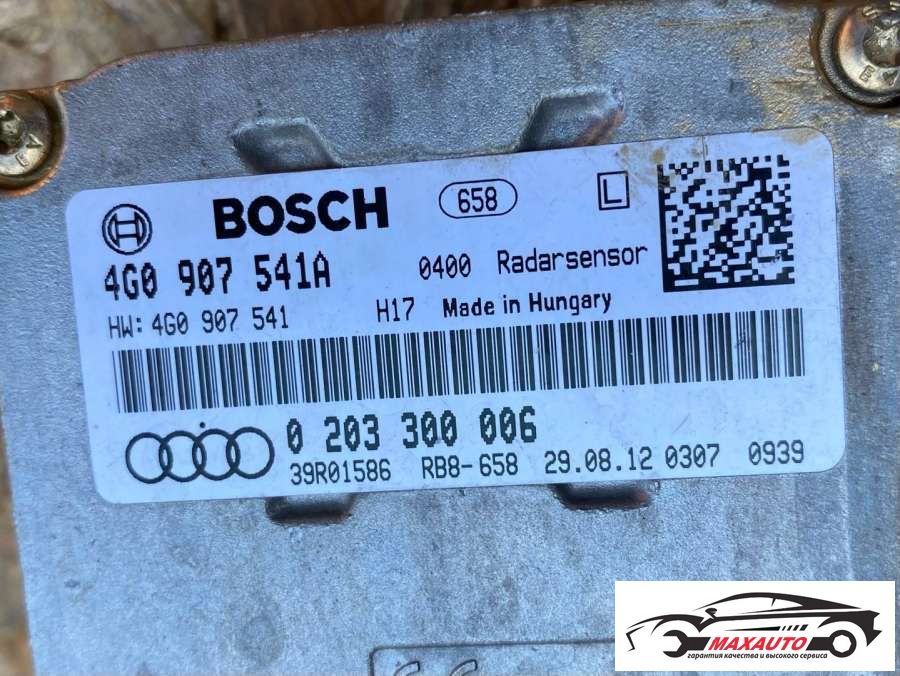 BOSCH 658 L
4G0 907 541A 0400 Radarsensor
HW: 4G0 907 541 H17 Made in Hungary
0 203 300 006
39R01586 RB8-658 29.08.12 0307 0939
MAXAUTO
гарантия качества и высокого сервиса